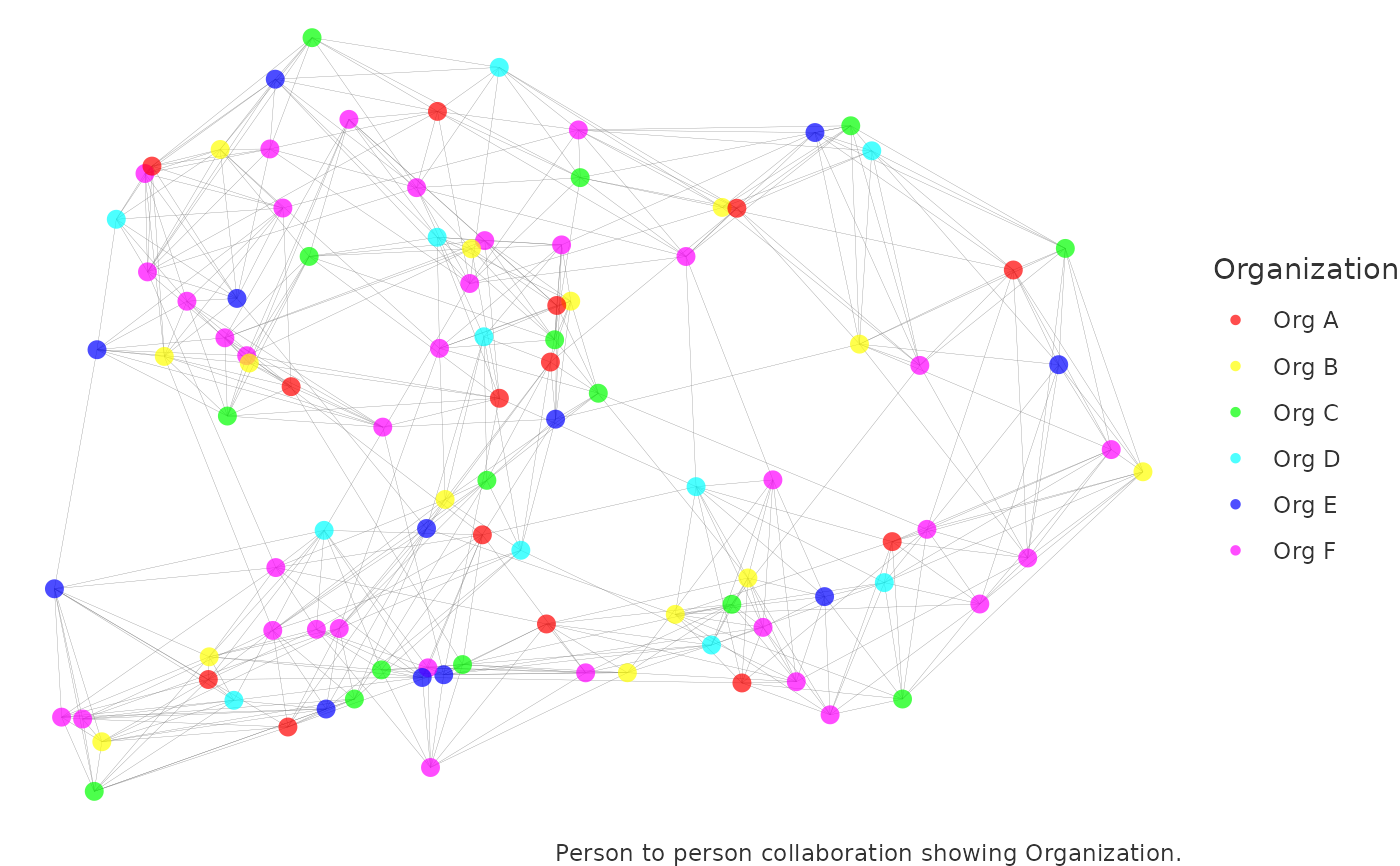 Organization
Org A
Org B
Org C
Org D
Org E
Org F
Person to person collaboration showing Organization.